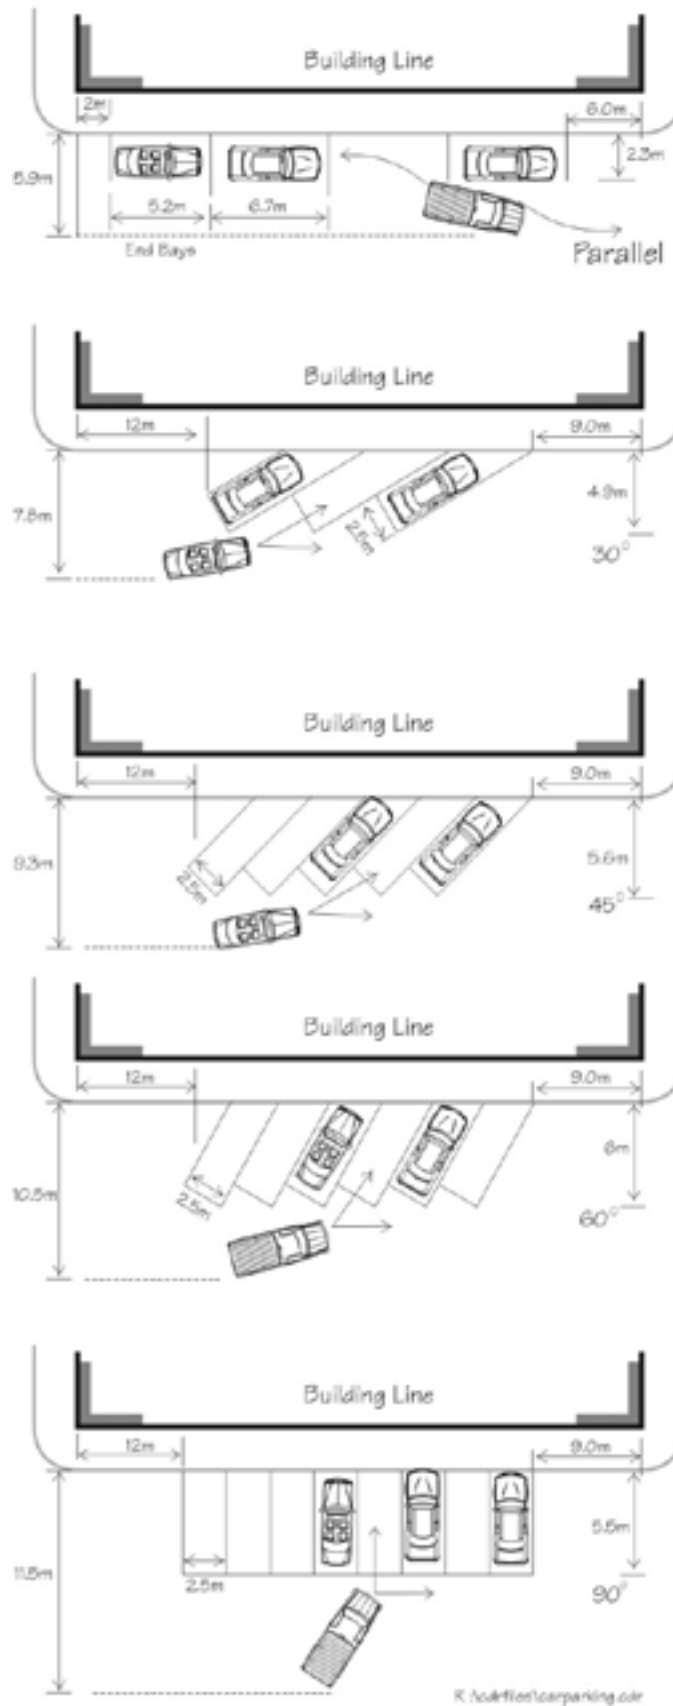 Building Line
2m
6.0m
5.9m
2.3m
5.2m
6.7m
End Bays
Parallel
Building Line
12m
9.0m
7.8m
4.9m
2.5m
30°
Building Line
12m
9.0m
9.3m
5.6m
2.5m
45°
Building Line
12m
9.0m
10.5m
6m
2.5m
60°
Building Line
12m
9.0m
11.5m
5.5m
2.5m
90°